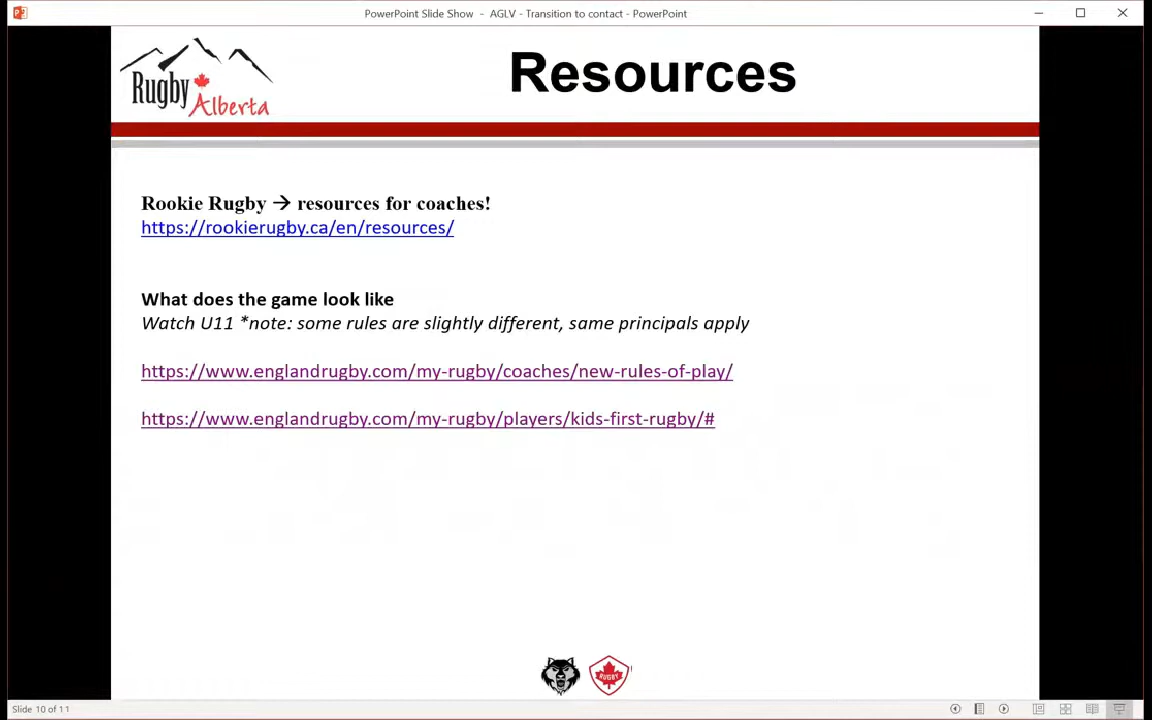 PowerPoint Slide Show - AGLV - Transition to contact - PowerPoint
Rugby
Alberta
Resources
Rookie Rugby → resources for coaches!
https://rookierugby.ca/en/resources/
What does the game look like
Watch U11 *note: some rules are slightly different, same principals apply
https://www.englandrugby.com/my-rugby/coaches/new-rules-of-play/
https://www.englandrugby.com/my-rugby/players/kids-first-rugby/#
RUGBY
Slide 10 of 11